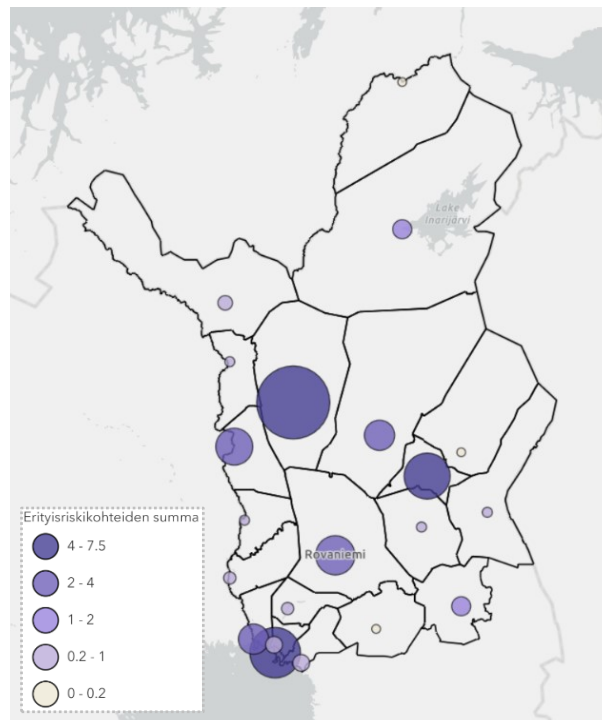 Lake
Inarijärvi
Rovaniemi
Erityisriskikohteiden summa
4 - 7.5
2 - 4
1 - 2
0.2 - 1
0 - 0.2